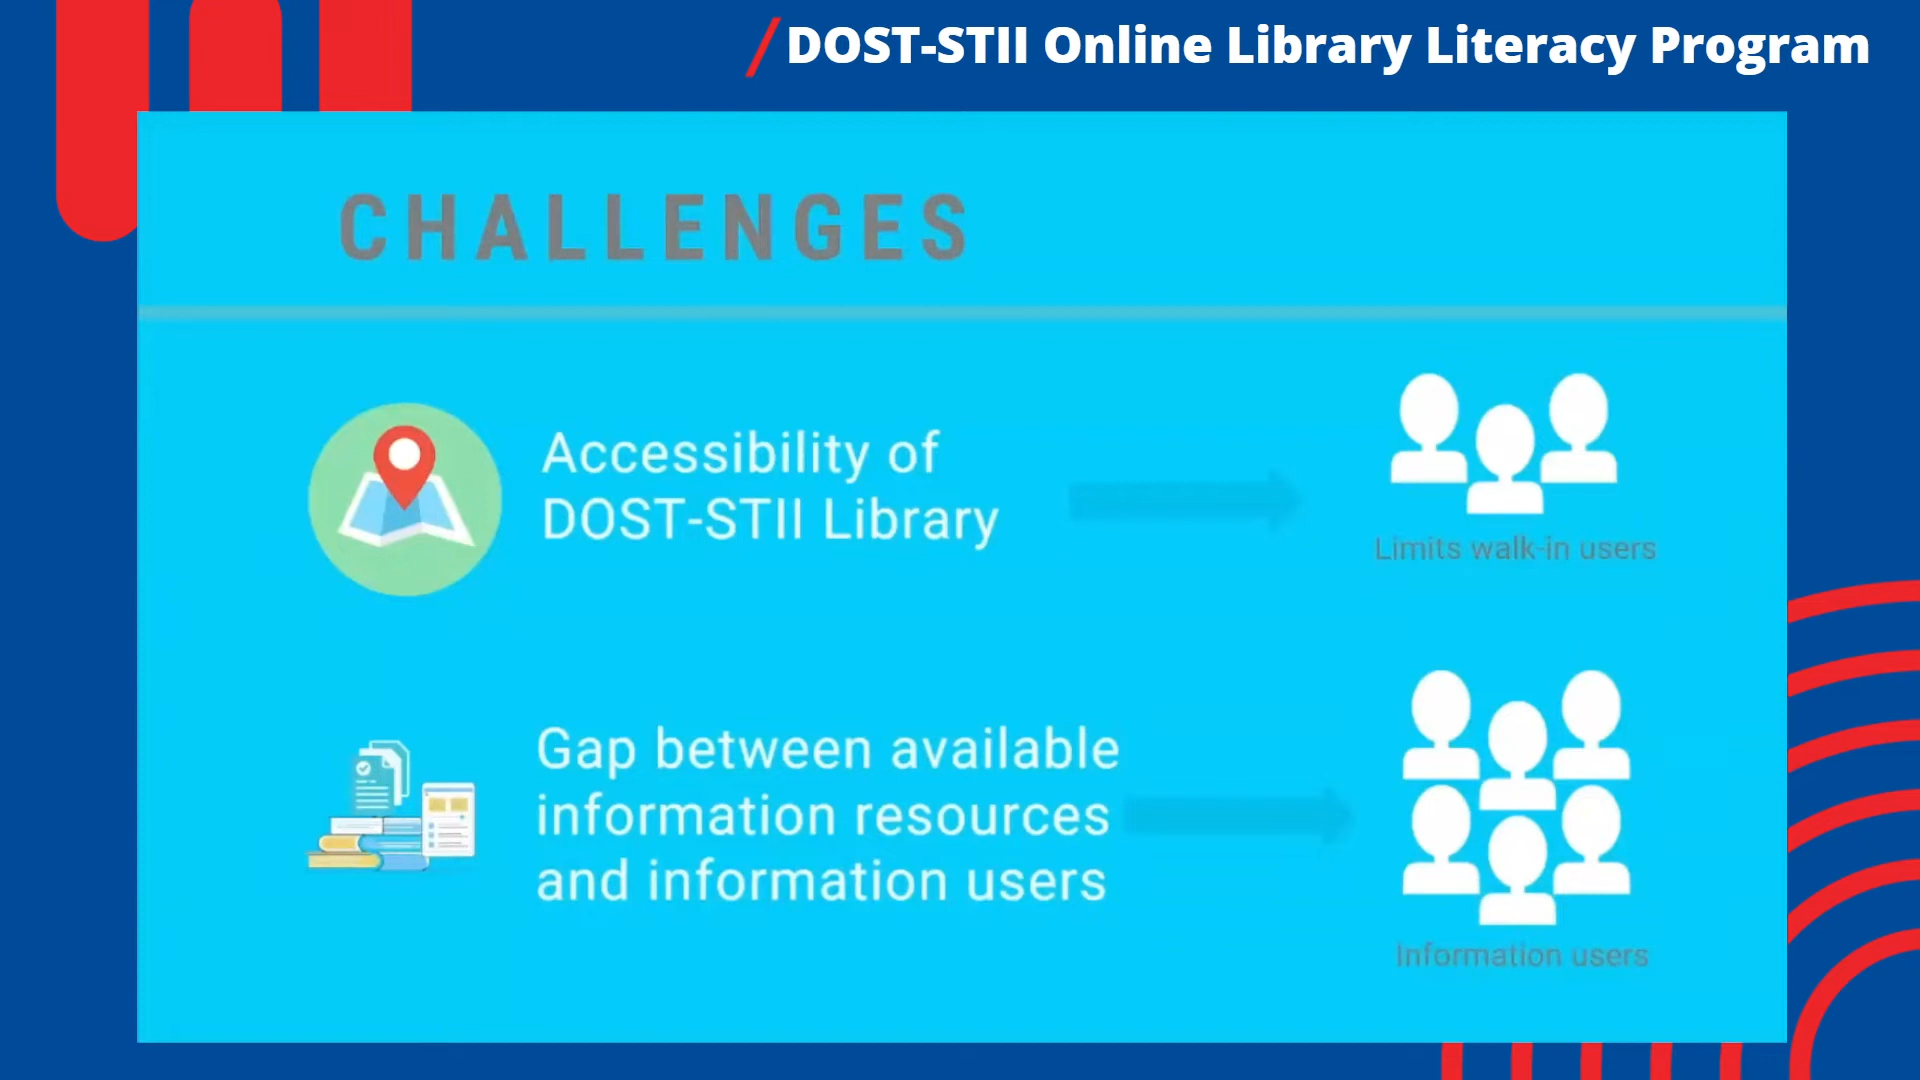 /DOST-STII Online Library Literacy Program
CHALLENGES
Accessibility of
DOST-STII Library
Limits walk-in users
Gap between available
information resources
and information users
Information users